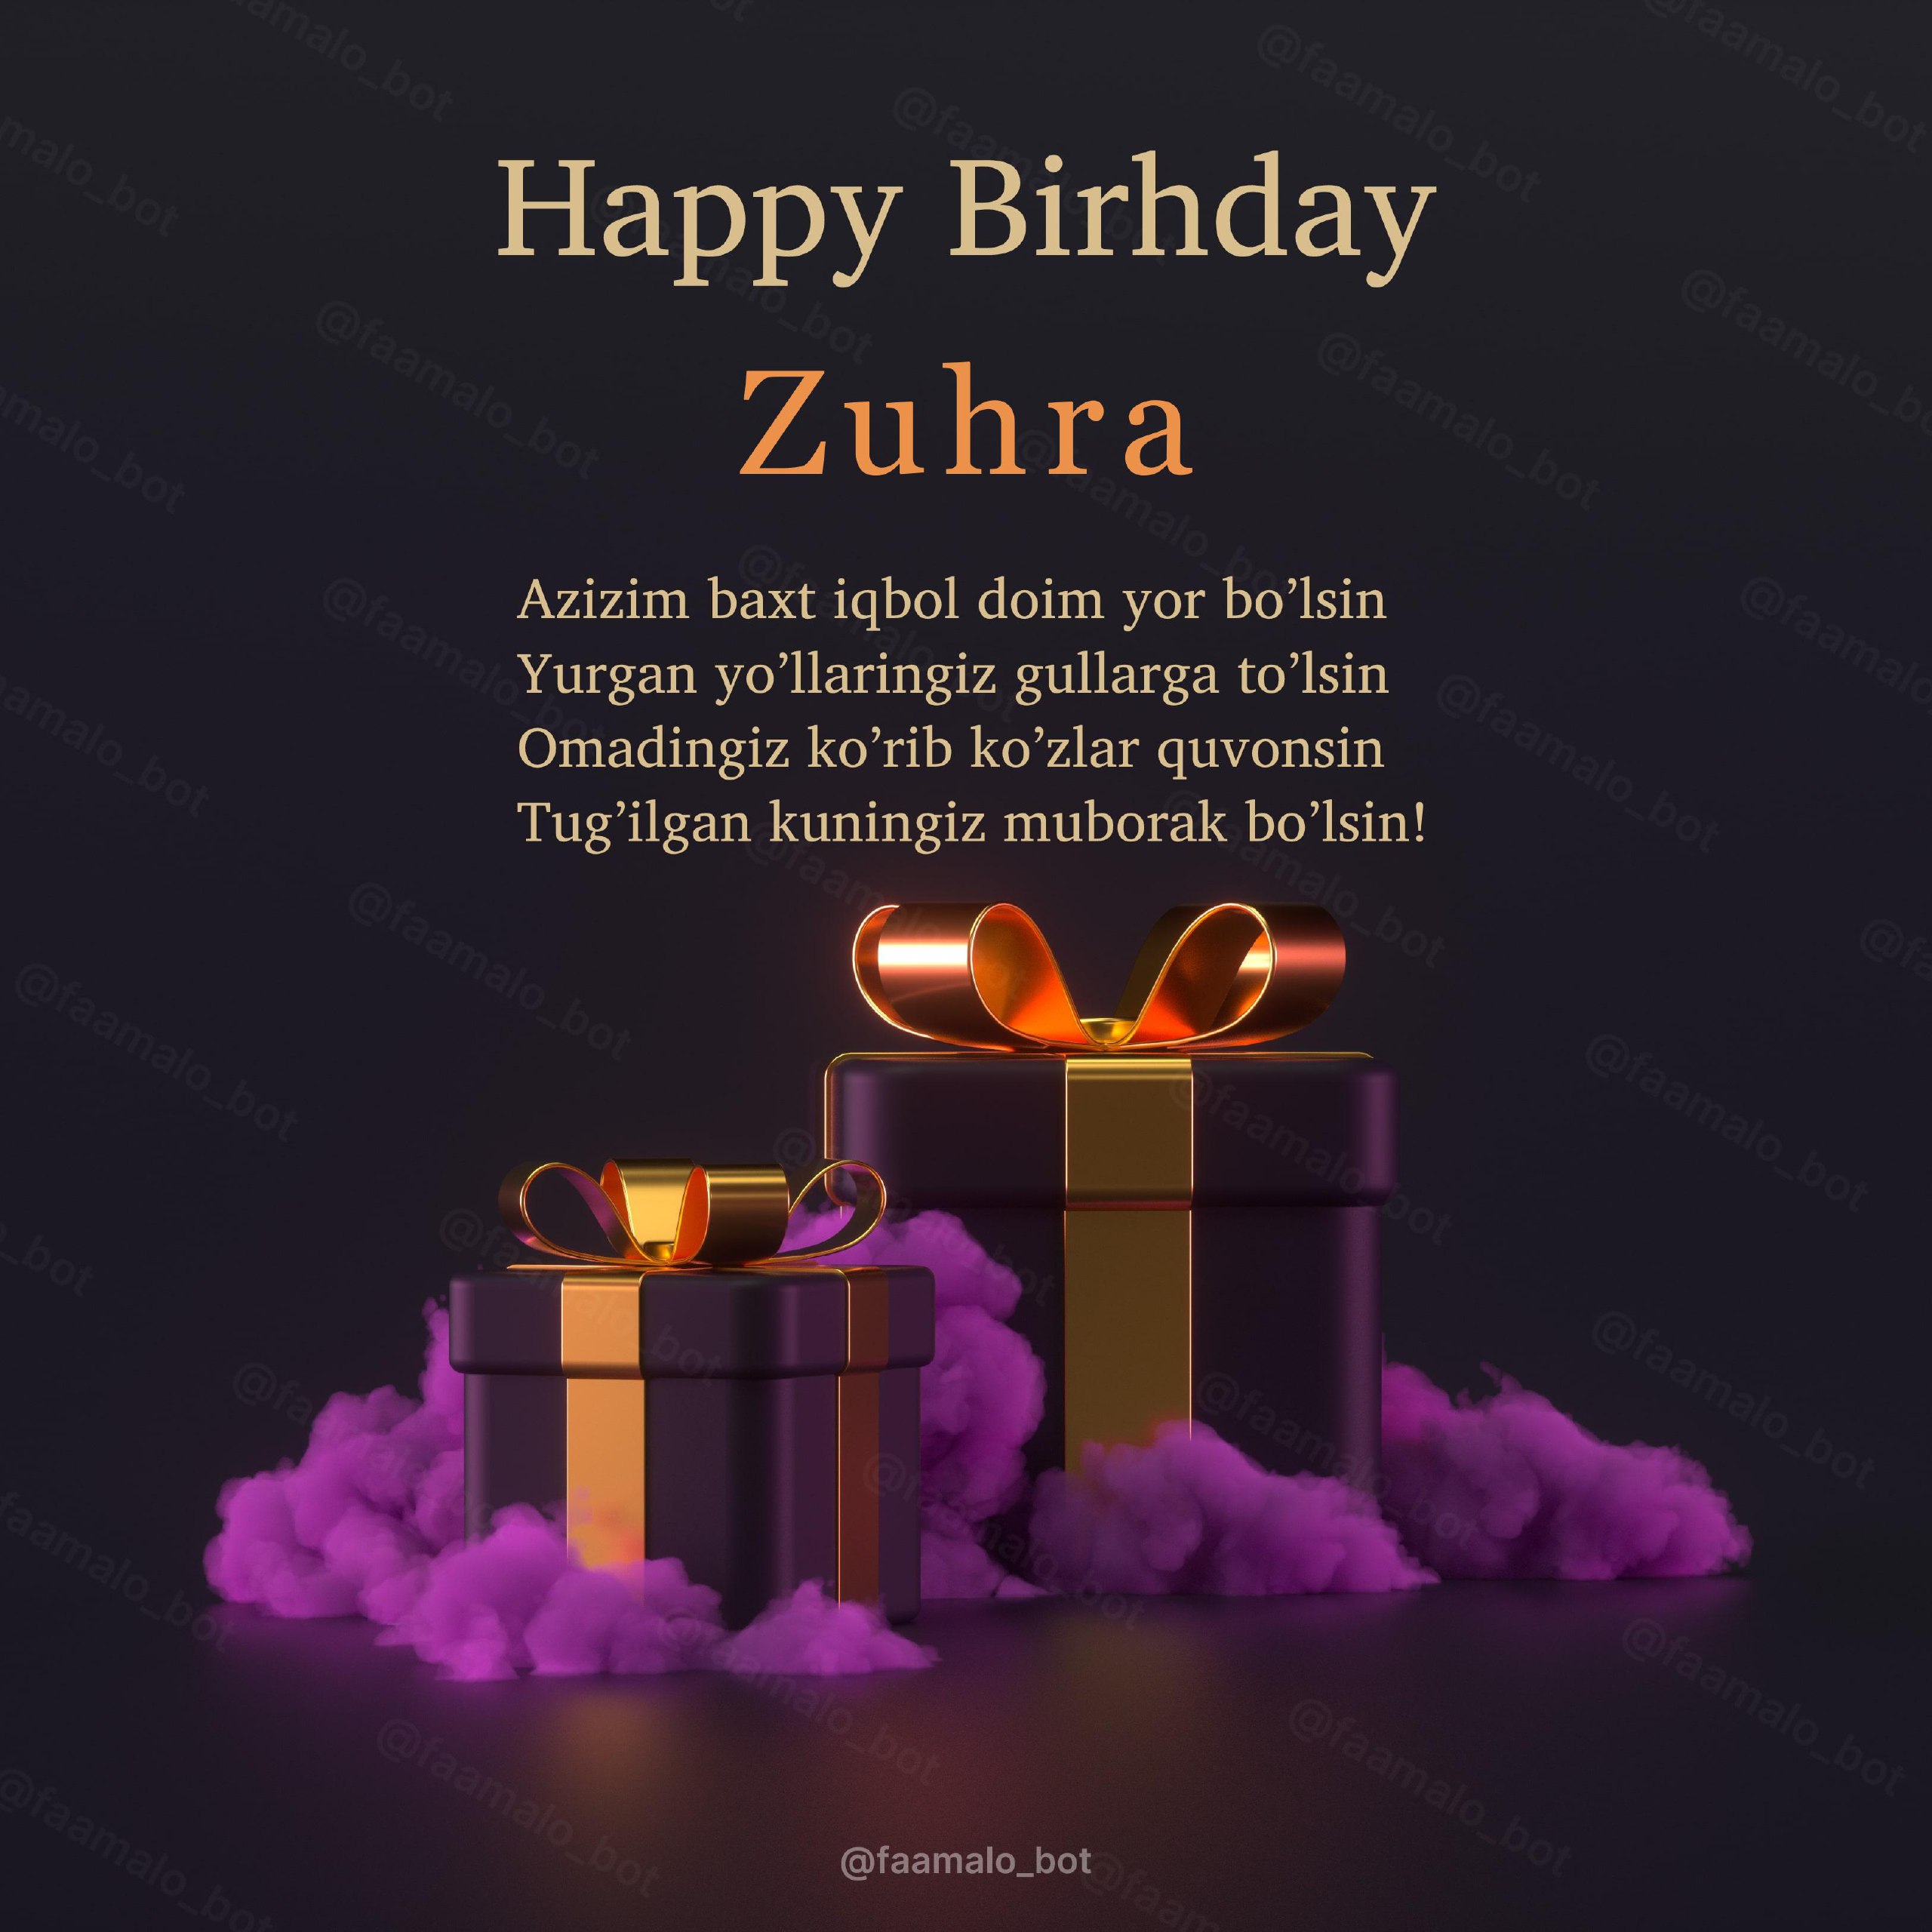 Happy Birhday
Zuhra
Azizim baxt iqbol doim yor bo’lsin
Yurgan yo’llaringiz gullarga to’lsin
Omadingiz ko’rib ko’zlar quvonsin
Tug’ilgan kuningiz muborak bo’lsin!
@faamalo_bot